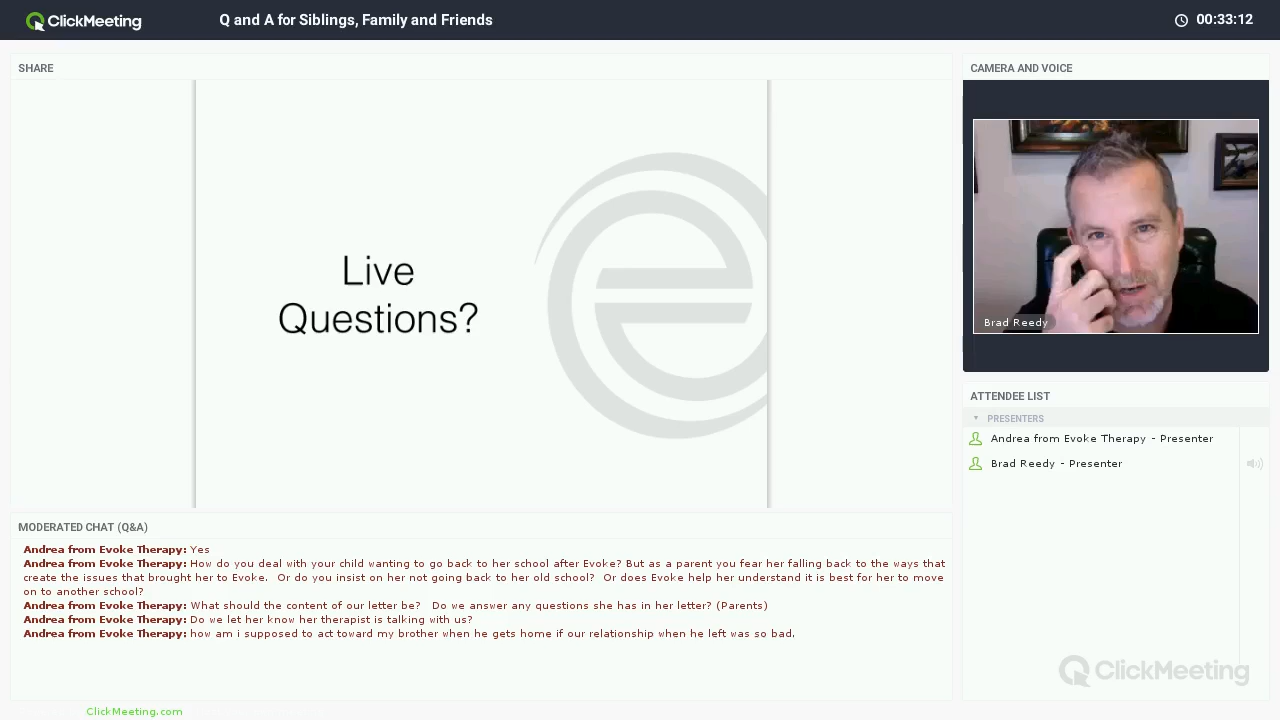 ClickMeeting
Q and A for Siblings, Family and Friends
00:33:12
SHARE
Live
Questions?
CAMERA AND VOICE
Brad Reedy
ATTENDEE LIST
PRESENTERS
Andrea from Evoke Therapy - Presenter
Brad Reedy - Presenter
MODERATED CHAT (Q&A)
Andrea from Evoke Therapy: Yes
Andrea from Evoke Therapy: How do you deal with your child wanting to go back to her school after Evoke? But as a parent you fear her falling back to the ways that
create the issues that brought her to Evoke.  Or do you insist on her not going back to her old school?  Or does Evoke help her understand it is best for her to move
on to another school?
Andrea from Evoke Therapy: What should the content of our letter be?   Do we answer any questions she has in her letter? (Parents)
Andrea from Evoke Therapy: Do we let her know her therapist is talking with us?
Andrea from Evoke Therapy: how am i supposed to act toward my brother when he gets home if our relationship when he left was so bad.
ClickMeeting
ClickMeeting.com